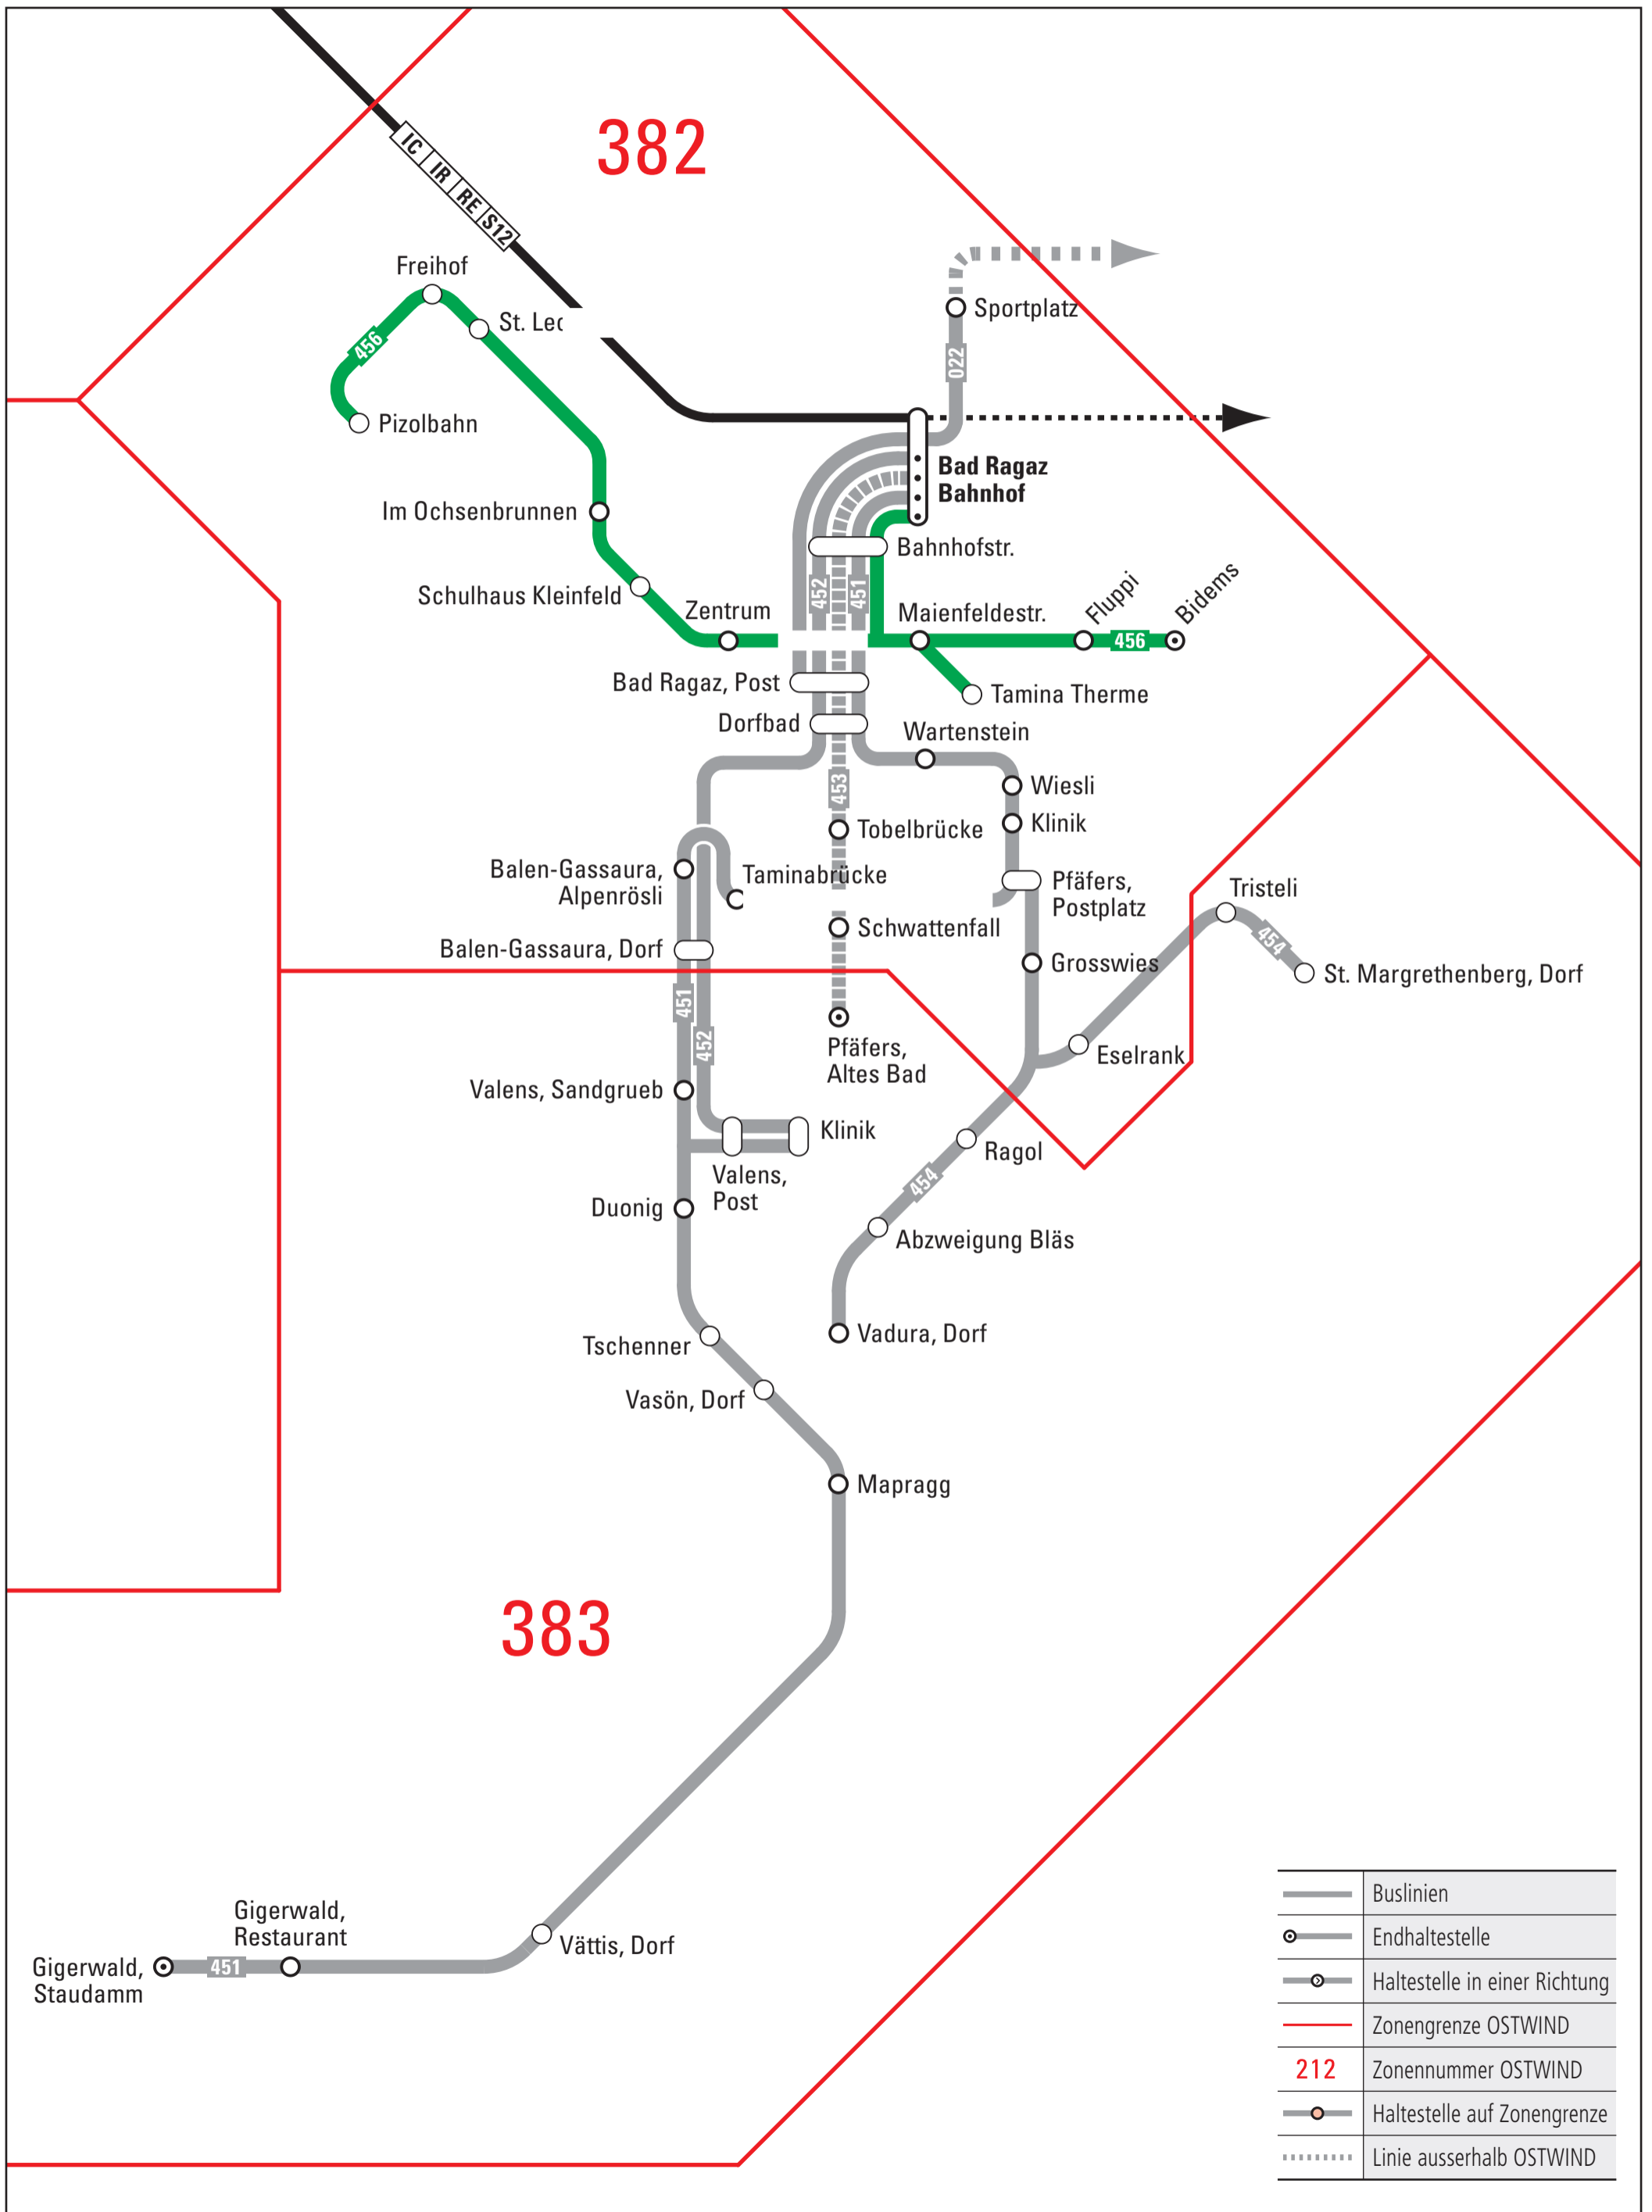 382
IC IR RE S12
Freihof
St. Lec
456
Pizolbahn
Sportplatz
022
Bad Ragaz
Bahnhof
Im Ochsenbrunnen
Bahnhofstr.
Schulhaus Kleinfeld
452
451
Zentrum
Maienfeldestr.
Fluppi
Bidems
456
Bad Ragaz, Post
Tamina Therme
Dorfbad
Wartenstein
453
Wiesli
Tobelbrücke
Klinik
Balen-Gassaura,
Alpenrösli
Taminabrücke
Pfäfers,
Postplatz
Tristeli
Schwattenfall
454
Balen-Gassaura, Dorf
Grosswies
St. Margrethenberg, Dorf
451
452
Pfäfers,
Altes Bad
Eselrank
Valens, Sandgrueb
Klinik
Ragol
Valens,
Post
454
Duonig
Abzweigung Bläs
Vadura, Dorf
Tschenner
Vasön, Dorf
Mapragg
383
Gigerwald,
Restaurant
Vättis, Dorf
Gigerwald,
Staudamm
451
Buslinien
Endhaltestelle
Haltestelle in einer Richtung
Zonengrenze OSTWIND
212 Zonennummer OSTWIND
Haltestelle auf Zonengrenze
Linie ausserhalb OSTWIND